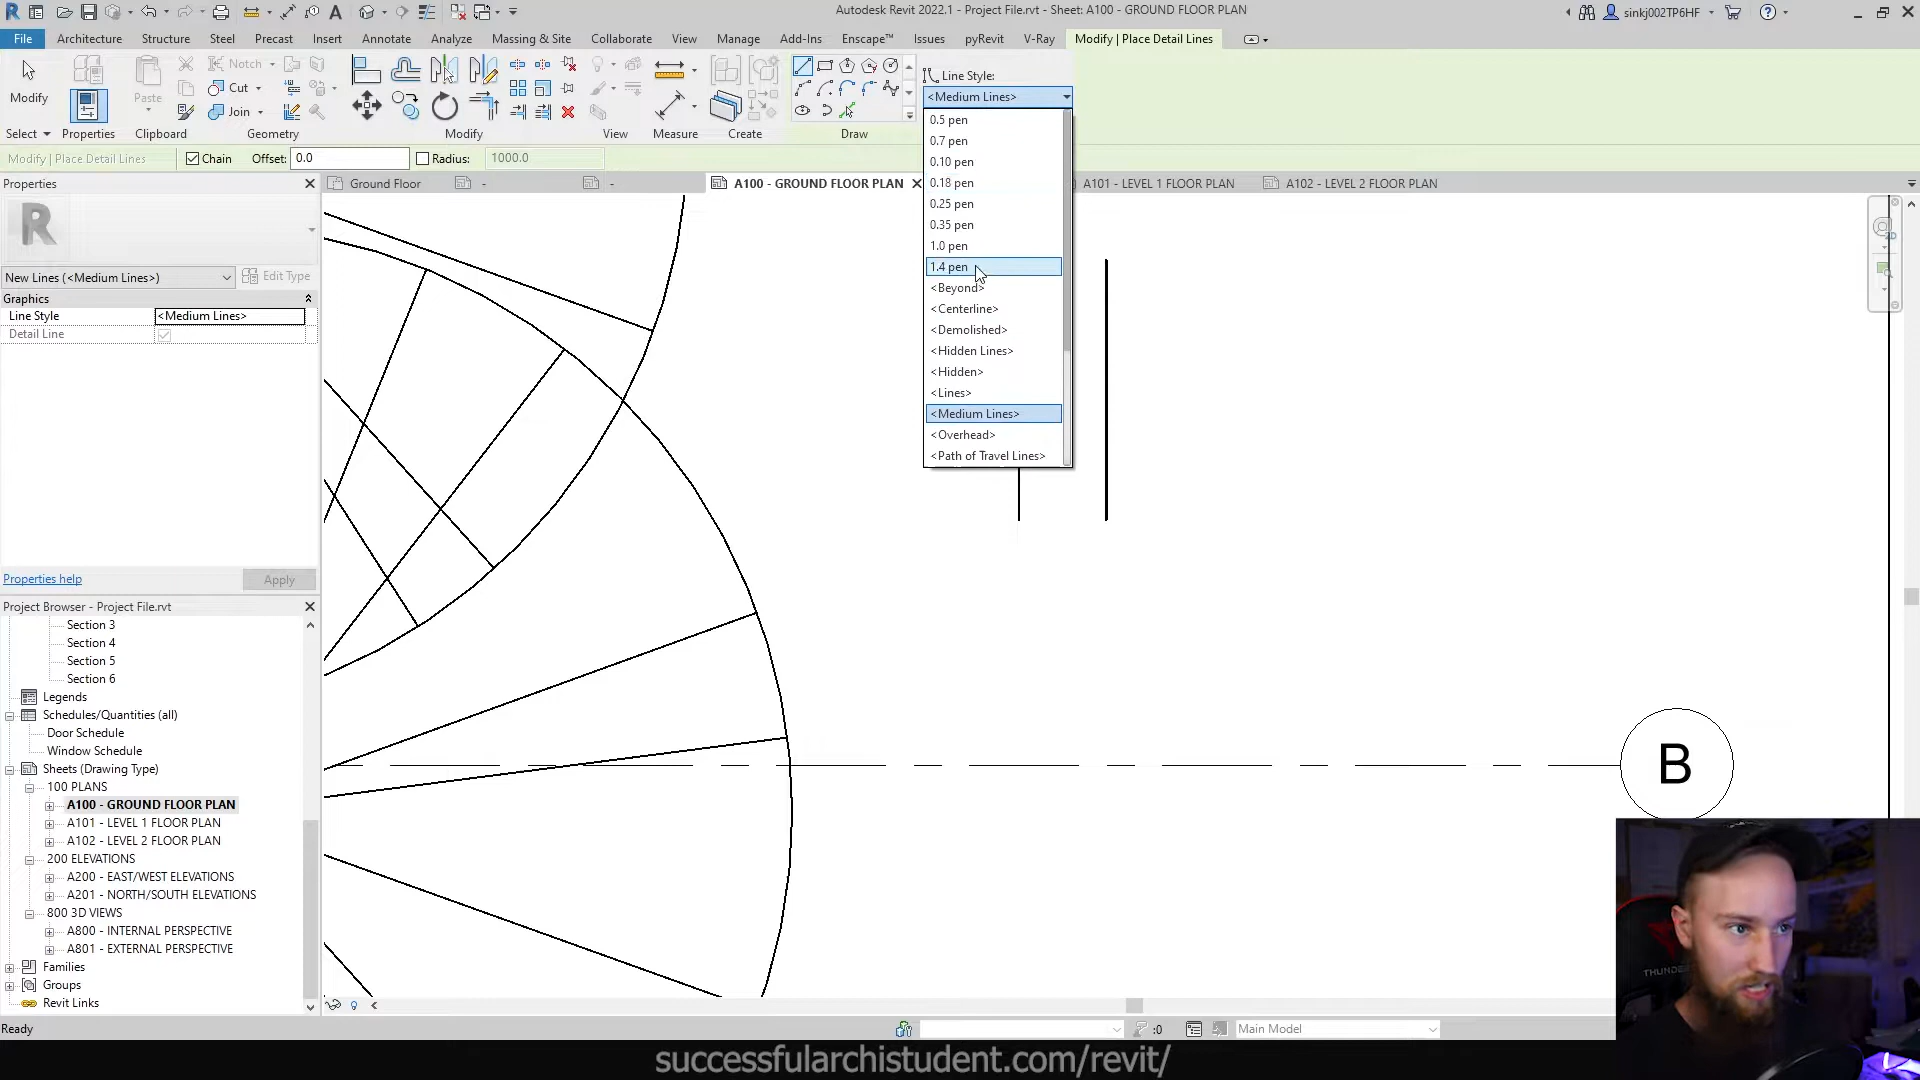 Autodesk Revit 2022.1 - Project File.rvt - Sheet: A100 - GROUND FLOOR PLAN
sinkj002TP6HF
File Architecture Structure Steel Precast Insert Annotate Analyze Massing & Site Collaborate View Manage Add-Ins Enscape™ Issues pyRevit V-Ray Modify | Place Detail Lines
Modify Paste Notch Cut Join
Line Style:
<Medium Lines>
Select Properties Clipboard Geometry Modify View Measure Create Draw
Modify | Place Detail Lines Chain Offset: 0.0 Radius: 1000.0
0.5 pen
0.7 pen
0.10 pen
0.18 pen
0.25 pen
0.35 pen
1.0 pen
1.4 pen
<Beyond>
<Centerline>
<Demolished>
<Hidden Lines>
<Hidden>
<Lines>
<Medium Lines>
<Overhead>
<Path of Travel Lines>
Properties
Ground Floor - - A100 - GROUND FLOOR PLAN A101 - LEVEL 1 FLOOR PLAN A102 - LEVEL 2 FLOOR PLAN
New Lines (<Medium Lines>) Edit Type
Graphics
Line Style <Medium Lines>
Detail Line
Properties help Apply
Project Browser - Project File.rvt
Section 3
Section 4
Section 5
Section 6
Legends
Schedules/Quantities (all)
Door Schedule
Window Schedule
Sheets (Drawing Type)
100 PLANS
A100 - GROUND FLOOR PLAN
A101 - LEVEL 1 FLOOR PLAN
A102 - LEVEL 2 FLOOR PLAN
200 ELEVATIONS
A200 - EAST/WEST ELEVATIONS
A201 - NORTH/SOUTH ELEVATIONS
800 3D VIEWS
A800 - INTERNAL PERSPECTIVE
A801 - EXTERNAL PERSPECTIVE
Families
Groups
Revit Links
B
Ready :0 Main Model
successfularchistudent.com/revit/